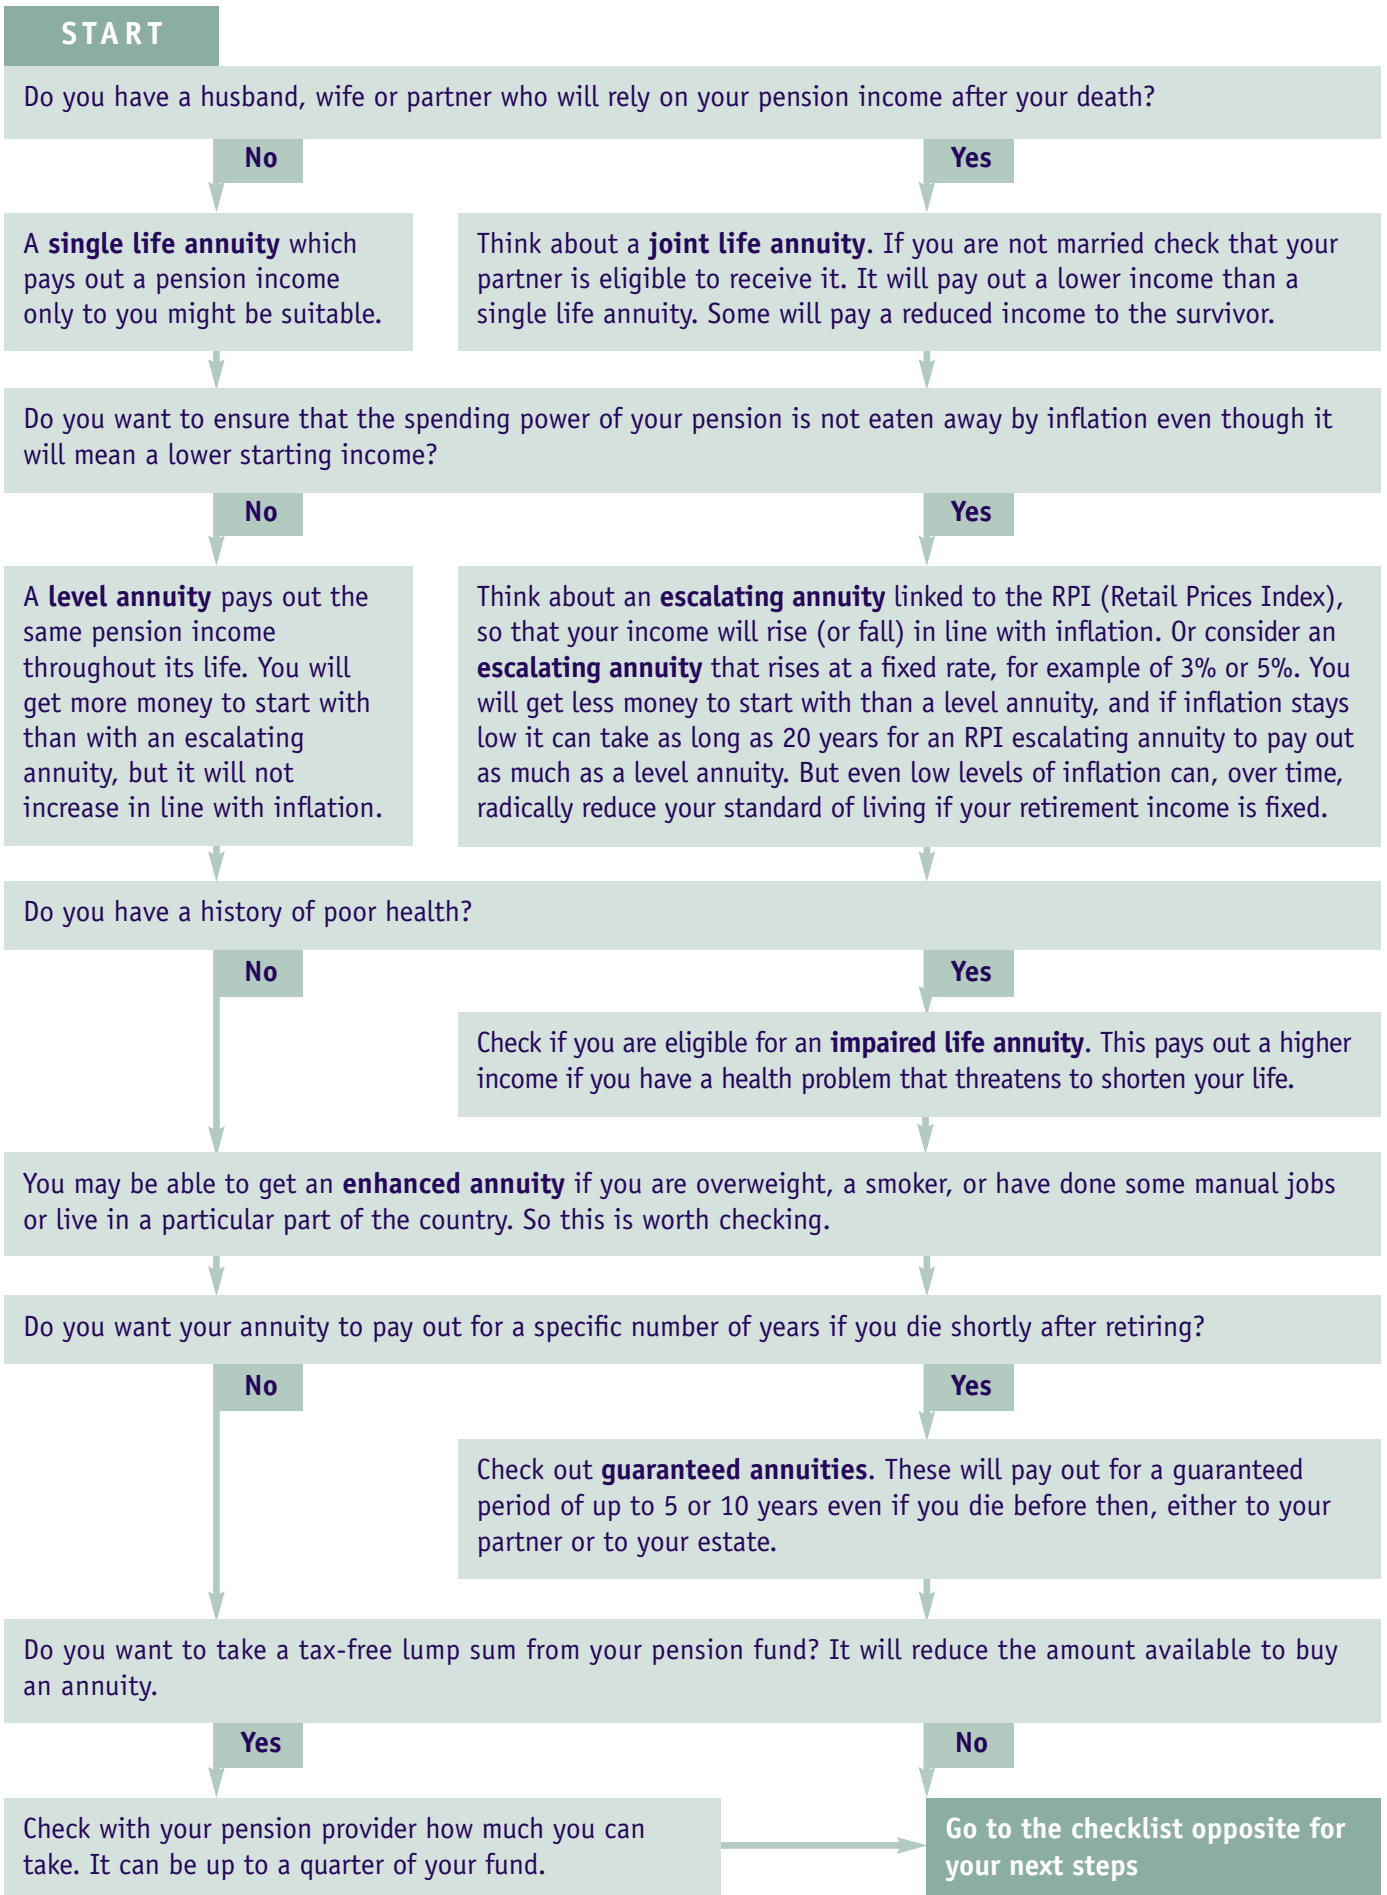 START
Do you have a husband, wife or partner who will rely on your pension income after your death?
No
Yes
A single life annuity which
pays out a pension income
only to you might be suitable.
Think about a joint life annuity. If you are not married check that your
partner is eligible to receive it. It will pay out a lower income than a
single life annuity. Some will pay a reduced income to the survivor.
Do you want to ensure that the spending power of your pension is not eaten away by inflation even though it
will mean a lower starting income?
No
Yes
A level annuity pays out the
same pension income
throughout its life. You will
get more money to start with
than with an escalating
annuity, but it will not
increase in line with inflation.
Think about an escalating annuity linked to the RPI (Retail Prices Index),
so that your income will rise (or fall) in line with inflation. Or consider an
escalating annuity that rises at a fixed rate, for example of 3% or 5%. You
will get less money to start with than a level annuity, and if inflation stays
low it can take as long as 20 years for an RPI escalating annuity to pay out
as much as a level annuity. But even low levels of inflation can, over time,
radically reduce your standard of living if your retirement income is fixed.
Do you have a history of poor health?
No
Yes
Check if you are eligible for an impaired life annuity. This pays out a higher
income if you have a health problem that threatens to shorten your life.
You may be able to get an enhanced annuity if you are overweight, a smoker, or have done some manual jobs
or live in a particular part of the country. So this is worth checking.
Do you want your annuity to pay out for a specific number of years if you die shortly after retiring?
No
Yes
Check out guaranteed annuities. These will pay out for a guaranteed
period of up to 5 or 10 years even if you die before then, either to your
partner or to your estate.
Do you want to take a tax-free lump sum from your pension fund? It will reduce the amount available to buy
an annuity.
Yes
No
Check with your pension provider how much you can
take. It can be up to a quarter of your fund.
Go to the checklist opposite for
your next steps